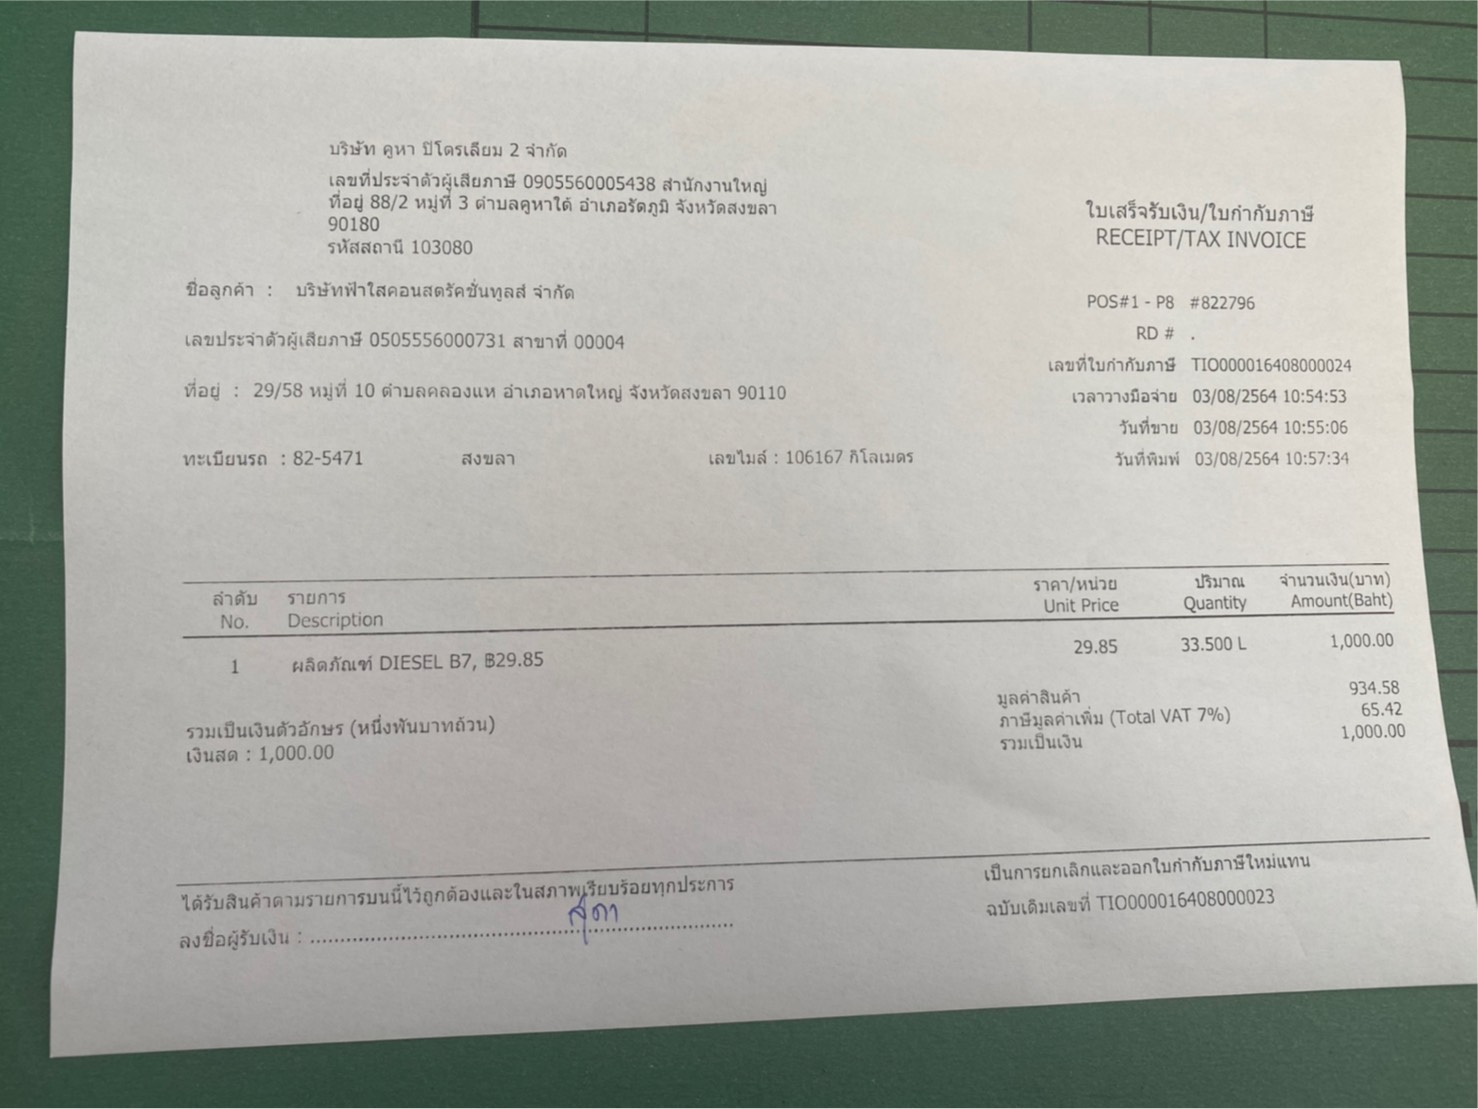 บริษัท คูหา ปิโตรเลียม 2 จำกัด
เลขที่ประจำตัวผู้เสียภาษี 0905560005438 สำนักงานใหญ่
ที่อยู่ 88/2 หมู่ที่ 3 ตำบลคูหาใต้ อำเภอรัตภูมิ จังหวัดสงขลา
90180
รหัสสถานี 103080
ใบเสร็จรับเงิน/ใบกำกับภาษี
RECEIPT/TAX INVOICE
ชื่อลูกค้า : บริษัทฟ้าใสคอนสตรัคชั่นทูลส์ จำกัด
POS#1 - P8 #822796
RD # .
เลขประจำตัวผู้เสียภาษี 0505556000731 สาขาที่ 00004
เลขที่ใบกำกับภาษี TIO000016408000024
ที่อยู่ : 29/58 หมู่ที่ 10 ตำบลคลองแห อำเภอหาดใหญ่ จังหวัดสงขลา 90110
เวลาวางมือจ่าย 03/08/2564 10:54:53
วันที่ขาย 03/08/2564 10:55:06
ทะเบียนรถ : 82-5471 สงขลา เลขไมล์ : 106167 กิโลเมตร
วันที่พิมพ์ 03/08/2564 10:57:34
ลำดับ รายการ ราคา/หน่วย ปริมาณ จำนวนเงิน(บาท)
No. Description Unit Price Quantity Amount(Baht)
1 ผลิตภัณฑ์ DIESEL B7, ฿29.85 29.85 33.500 L 1,000.00
มูลค่าสินค้า 934.58
ภาษีมูลค่าเพิ่ม (Total VAT 7%) 65.42
รวมเป็นเงิน 1,000.00
รวมเป็นเงินตัวอักษร (หนึ่งพันบาทถ้วน)
เงินสด : 1,000.00
ได้รับสินค้าตามรายการบนนี้ไว้ถูกต้องและในสภาพเรียบร้อยทุกประการ
ลงชื่อผู้รับเงิน : สุดา
เป็นการยกเลิกและออกใบกำกับภาษีใหม่แทน
ฉบับเดิมเลขที่ TIO000016408000023